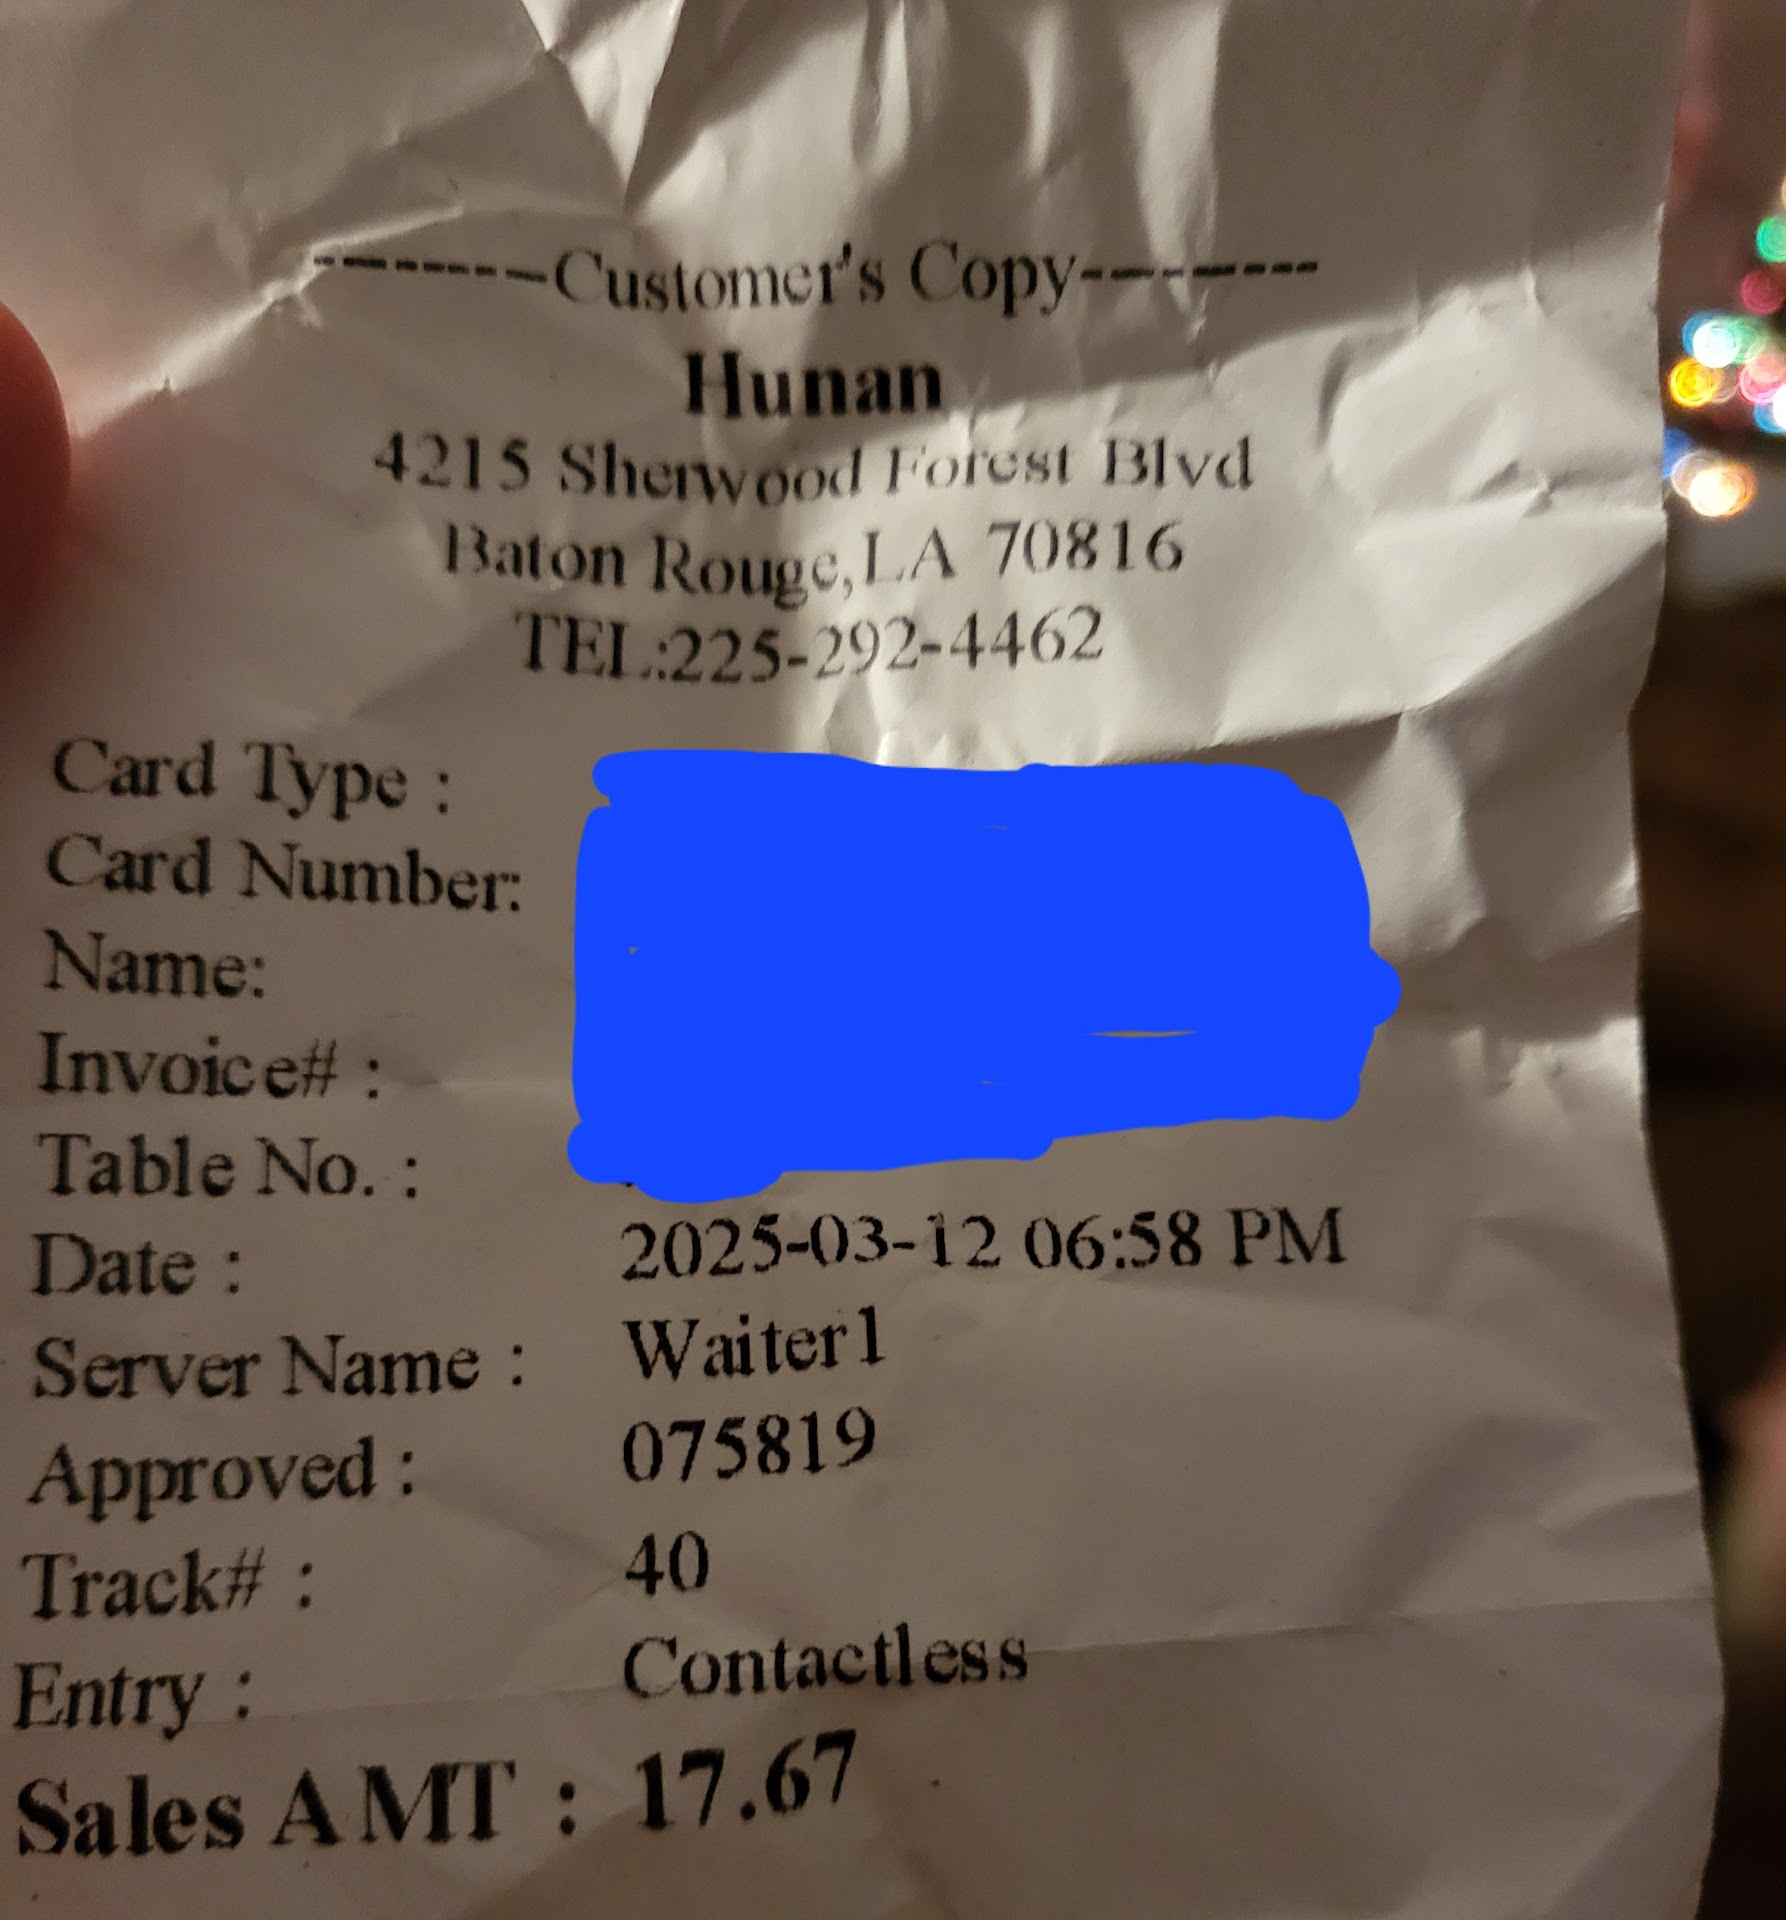 --------Customer's Copy--------
Hunan
4215 Sherwood Forest Blvd
Baton Rouge,LA 70816
TEL:225-292-4462
Card Type :
Card Number:
Name:
Invoice# :
Table No. :
Date : 2025-03-12 06:58 PM
Server Name : Waiter1
Approved : 075819
Track# : 40
Entry : Contactless
Sales AMT : 17.67